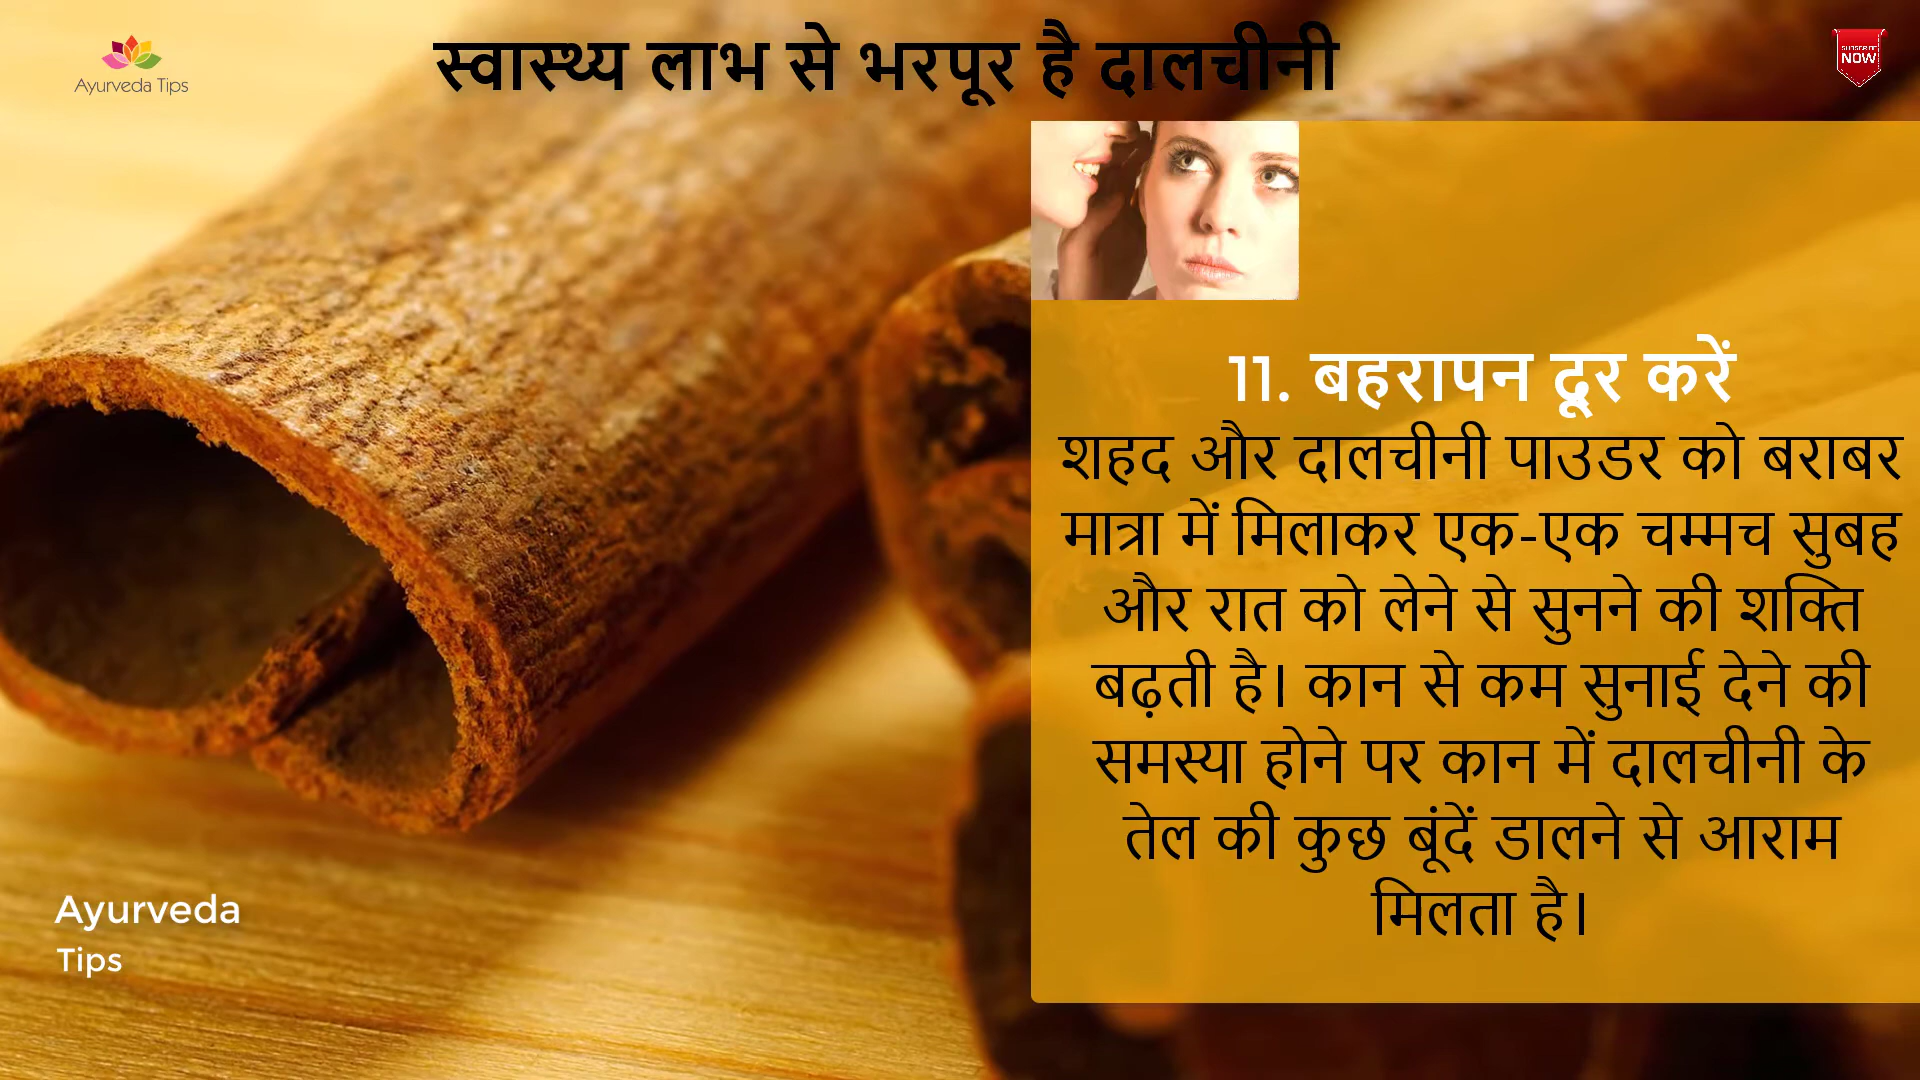 स्वास्थ्य लाभ से भरपूर है दालचीनी
Ayurveda Tips
SUBSCRIBE
NOW
11. बहरापन दूर करें
शहद और दालचीनी पाउडर को बराबर
मात्रा में मिलाकर एक-एक चम्मच सुबह
और रात को लेने से सुनने की शक्ति
बढ़ती है। कान से कम सुनाई देने की
समस्या होने पर कान में दालचीनी के
तेल की कुछ बूंदें डालने से आराम
मिलता है।
Ayurveda
Tips